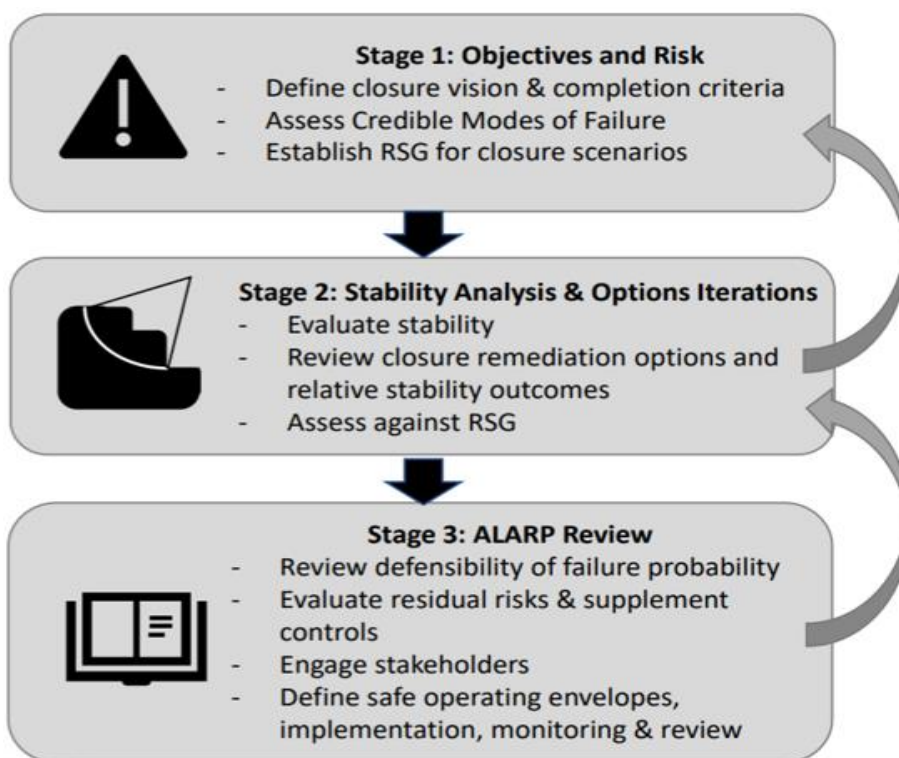 Stage 1: Objectives and Risk
- Define closure vision & completion criteria
- Assess Credible Modes of Failure
- Establish RSG for closure scenarios
Stage 2: Stability Analysis & Options Iterations
- Evaluate stability
- Review closure remediation options and
relative stability outcomes
- Assess against RSG
Stage 3: ALARP Review
- Review defensibility of failure probability
- Evaluate residual risks & supplement
controls
- Engage stakeholders
- Define safe operating envelopes,
implementation, monitoring & review